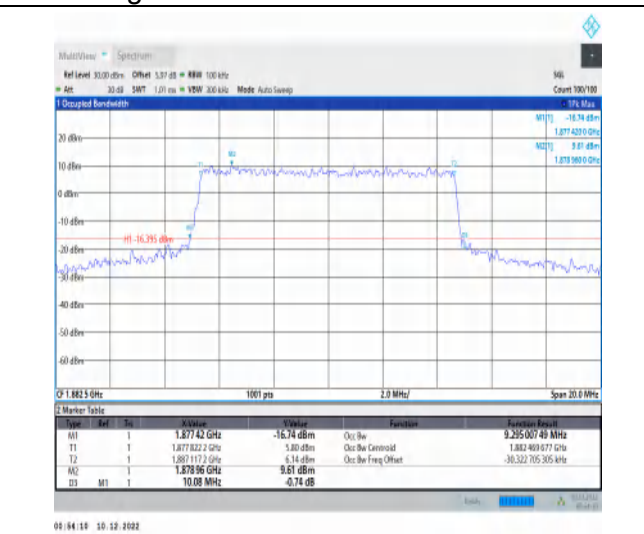 MultiView Spectrum
Ref Level 30.00 dBm Offset 5.37 dB RBW 100 kHz SGL
Att 30 dB SWT 1.01 ms VBW 300 kHz Mode Auto Sweep Count 100/100
1 Occupied Bandwidth 1Pk Max
M1[1] -16.74 dBm
1.877 420 0 GHz
20 dBm
M2[1] 9.61 dBm
1.878 960 0 GHz
M2
T1
T2
10 dBm
0 dBm
-10 dBm
M1
D3
H1 -16.395 dBm
-20 dBm
-30 dBm
-40 dBm
-50 dBm
-60 dBm
CF 1.882 5 GHz 1001 pts 2.0 MHz/ Span 20.0 MHz
2 Marker Table
Type Ref Trc X-Value Y-Value Function Function Result
M1 1 1.877 42 GHz -16.74 dBm Occ Bw 9.295 007 49 MHz
T1 1 1.877 822 2 GHz 5.80 dBm Occ Bw Centroid 1.882 469 677 GHz
T2 1 1.887 117 2 GHz 6.14 dBm Occ Bw Freq Offset -30.322 705 305 kHz
M2 1 1.878 96 GHz 9.61 dBm
D3 M1 1 10.08 MHz -0.74 dB
Ready
00:54:10 10.12.2022